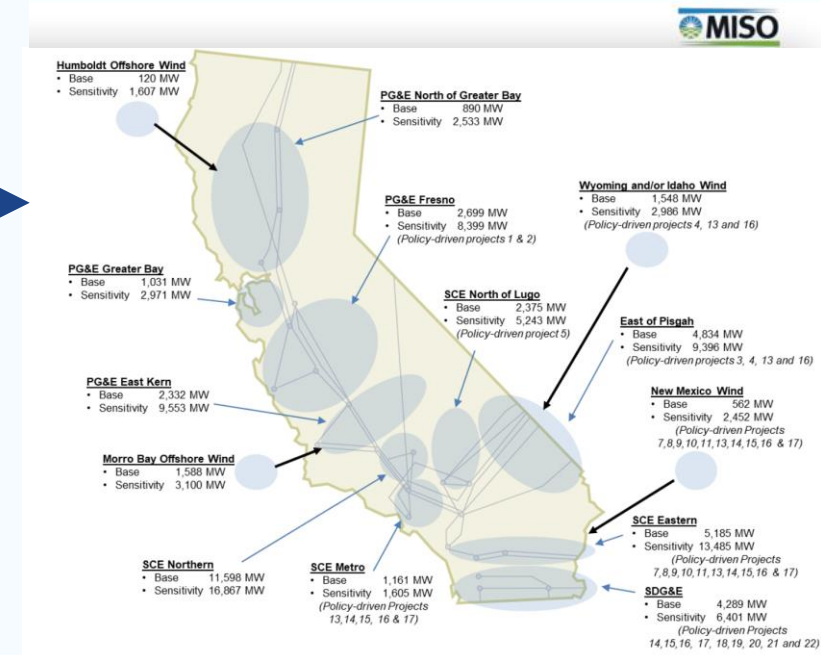 MISO
Humboldt Offshore Wind
• Base 120 MW
• Sensitivity 1,607 MW
PG&E North of Greater Bay
• Base 890 MW
• Sensitivity 2,533 MW
Wyoming and/or Idaho Wind
• Base 1,548 MW
• Sensitivity 2,986 MW
(Policy-driven projects 4, 13 and 16)
PG&E Fresno
• Base 2,699 MW
• Sensitivity 8,399 MW
(Policy-driven projects 1 & 2)
PG&E Greater Bay
• Base 1,031 MW
• Sensitivity 2,971 MW
SCE North of Lugo
• Base 2,375 MW
• Sensitivity 5,243 MW
(Policy-driven project 5)
East of Pisgah
• Base 4,834 MW
• Sensitivity 9,396 MW
(Policy-driven projects 3, 4, 13 and 16)
PG&E East Kern
• Base 2,332 MW
• Sensitivity 9,553 MW
New Mexico Wind
• Base 562 MW
• Sensitivity 2,452 MW
(Policy-driven Projects
7,8,9,10,11,13,14,15,16 & 17)
Morro Bay Offshore Wind
• Base 1,588 MW
• Sensitivity 3,100 MW
SCE Eastern
• Base 5,185 MW
• Sensitivity 13,485 MW
(Policy-driven Projects
7,8,9,10,11,13,14,15,16 & 17)
SCE Northern
• Base 11,598 MW
• Sensitivity 16,867 MW
SCE Metro
• Base 1,161 MW
• Sensitivity 1,605 MW
(Policy-driven Projects
13,14,15, 16 & 17)
SDG&E
• Base 4,289 MW
• Sensitivity 6,401 MW
(Policy-driven Projects
14,15,16, 17, 18,19, 20, 21 and 22)